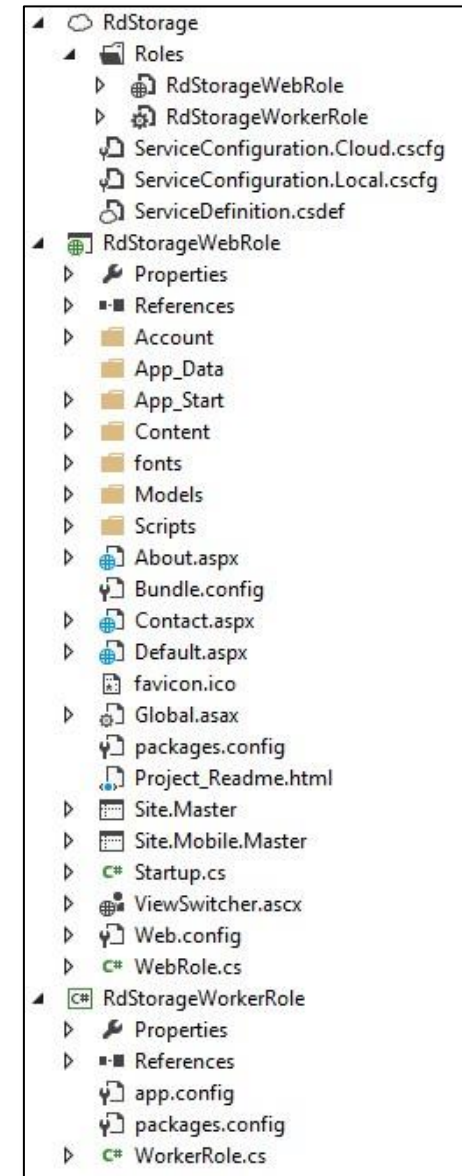 RdStorage
Roles
RdStorageWebRole
RdStorageWorkerRole
ServiceConfiguration.Cloud.cscfg
ServiceConfiguration.Local.cscfg
ServiceDefinition.csdef
RdStorageWebRole
Properties
References
Account
App_Data
App_Start
Content
fonts
Models
Scripts
About.aspx
Bundle.config
Contact.aspx
Default.aspx
favicon.ico
Global.asax
packages.config
Project_Readme.html
Site.Master
Site.Mobile.Master
C# Startup.cs
ViewSwitcher.ascx
Web.config
C# WebRole.cs
C# RdStorageWorkerRole
Properties
References
app.config
packages.config
C# WorkerRole.cs